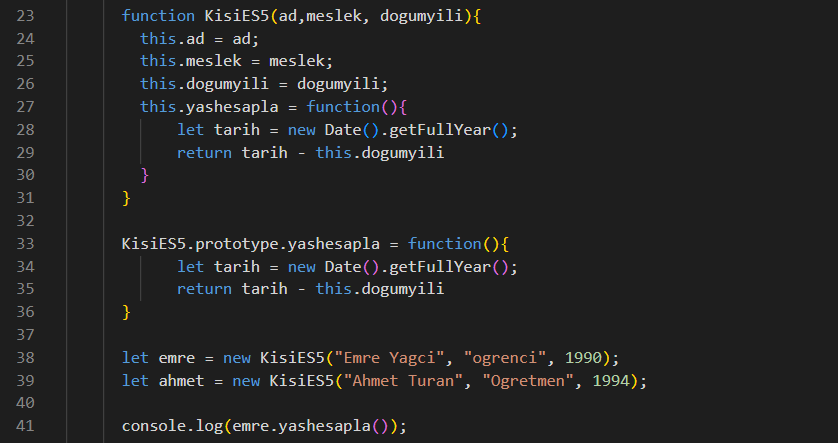 23 function KisiES5(ad,meslek, dogumyili){
24   this.ad = ad;
25   this.meslek = meslek;
26   this.dogumyili = dogumyili;
27   this.yashesapla = function(){
28       let tarih = new Date().getFullYear();
29       return tarih - this.dogumyili
30   }
31 }
32
33 KisiES5.prototype.yashesapla = function(){
34       let tarih = new Date().getFullYear();
35       return tarih - this.dogumyili
36 }
37
38 let emre = new KisiES5("Emre Yagci", "ogrenci", 1990);
39 let ahmet = new KisiES5("Ahmet Turan", "Ogretmen", 1994);
40
41 console.log(emre.yashesapla());